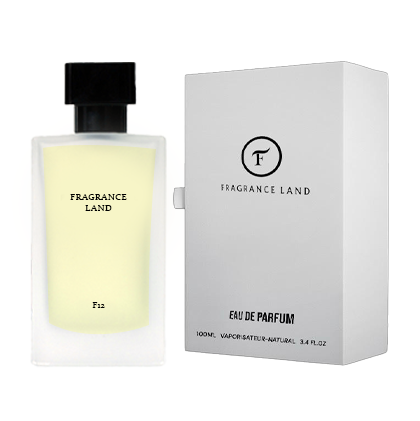 FRAGRANCE
LAND
F12
F
FRAGRANCE LAND
EAU DE PARFUM
100ML VAPORISATEUR-NATURAL 3.4 FL.OZ